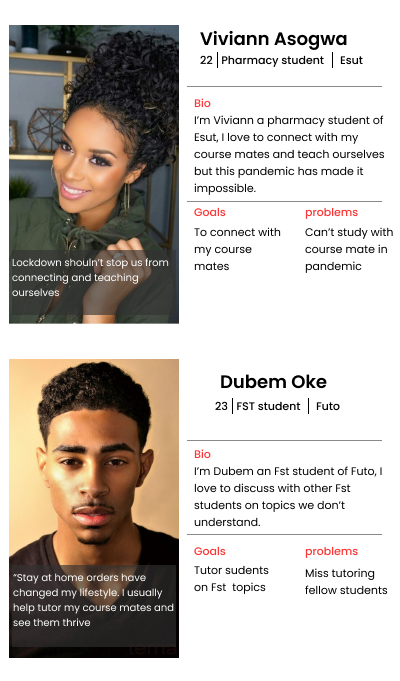 Viviann Asogwa
22 | Pharmacy student | Esut
Bio
I'm Viviann a pharmacy student of
Esut, I love to connect with my
course mates and teach ourselves
but this pandemic has made it
impossible.
Goals
To connect with
my course
mates
problems
Can't study with
course mate in
pandemic
Lockdown shouln't stop us from
connecting and teaching
ourselves
Dubem Oke
23 | FST student | Futo
Bio
I'm Dubem an Fst student of Futo, I
love to discuss with other Fst
students on topics we don't
understand.
Goals
Tutor sudents
on Fst topics
problems
Miss tutoring
fellow students
"Stay at home orders have
changed my lifestyle. I usually
help tutor my course mates and
see them thrive